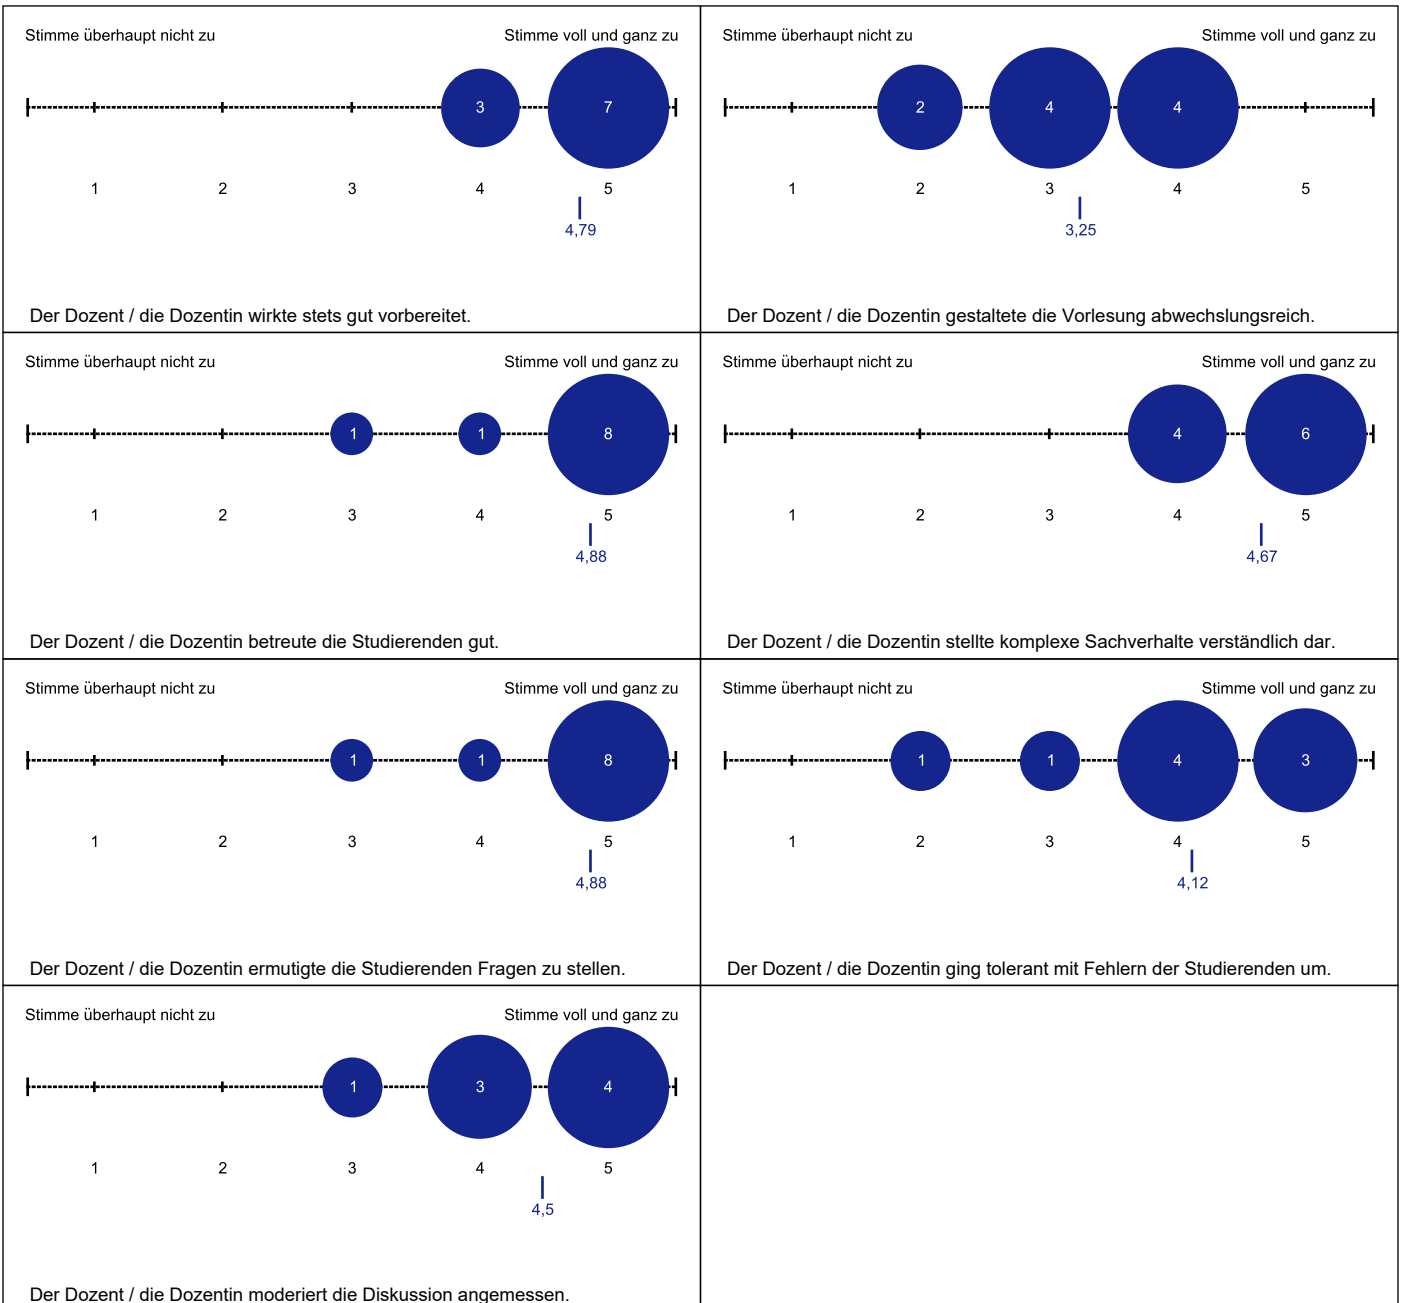 Stimme überhaupt nicht zu Stimme voll und ganz zu
3 7
1 2 3 4 5
4,79
Der Dozent / die Dozentin wirkte stets gut vorbereitet.
Stimme überhaupt nicht zu Stimme voll und ganz zu
2 4 4
1 2 3 4 5
3,25
Der Dozent / die Dozentin gestaltete die Vorlesung abwechslungsreich.
Stimme überhaupt nicht zu Stimme voll und ganz zu
1 1 8
1 2 3 4 5
4,88
Der Dozent / die Dozentin betreute die Studierenden gut.
Stimme überhaupt nicht zu Stimme voll und ganz zu
4 6
1 2 3 4 5
4,67
Der Dozent / die Dozentin stellte komplexe Sachverhalte verständlich dar.
Stimme überhaupt nicht zu Stimme voll und ganz zu
1 1 8
1 2 3 4 5
4,88
Der Dozent / die Dozentin ermutigte die Studierenden Fragen zu stellen.
Stimme überhaupt nicht zu Stimme voll und ganz zu
1 1 4 3
1 2 3 4 5
4,12
Der Dozent / die Dozentin ging tolerant mit Fehlern der Studierenden um.
Stimme überhaupt nicht zu Stimme voll und ganz zu
1 3 4
1 2 3 4 5
4,5
Der Dozent / die Dozentin moderiert die Diskussion angemessen.